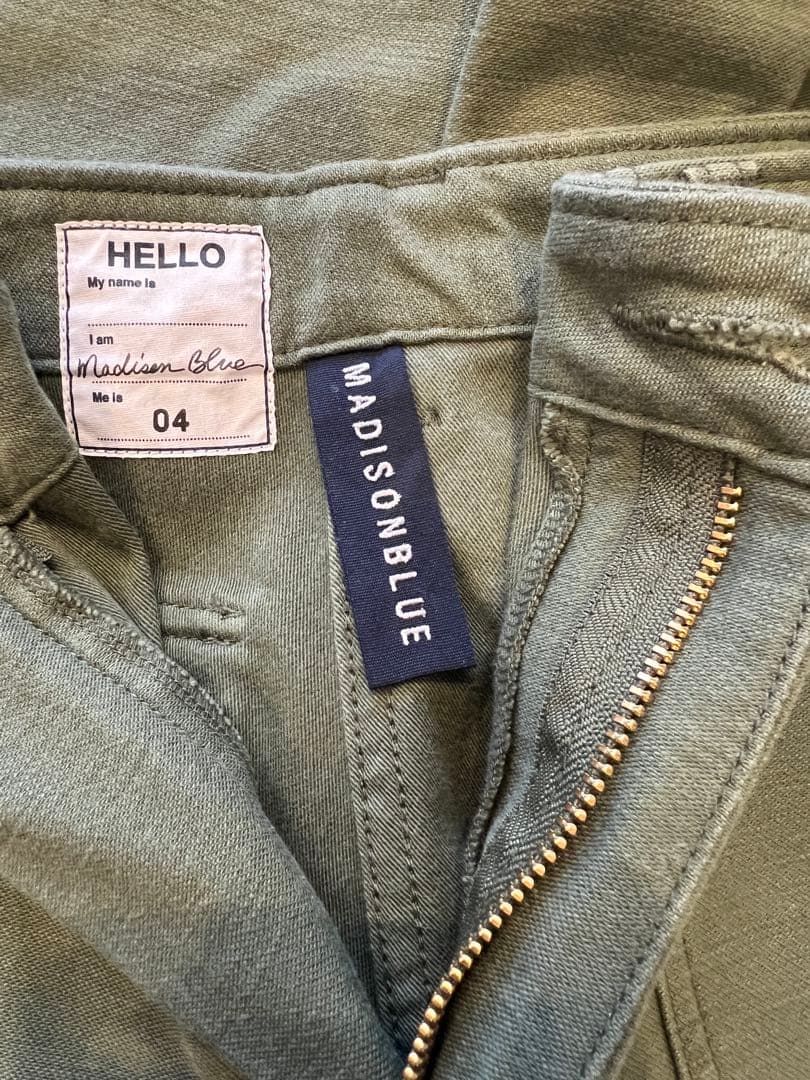 HELLO
My name is
I am
Madison Blue
Me is
04
MADISONBLUE